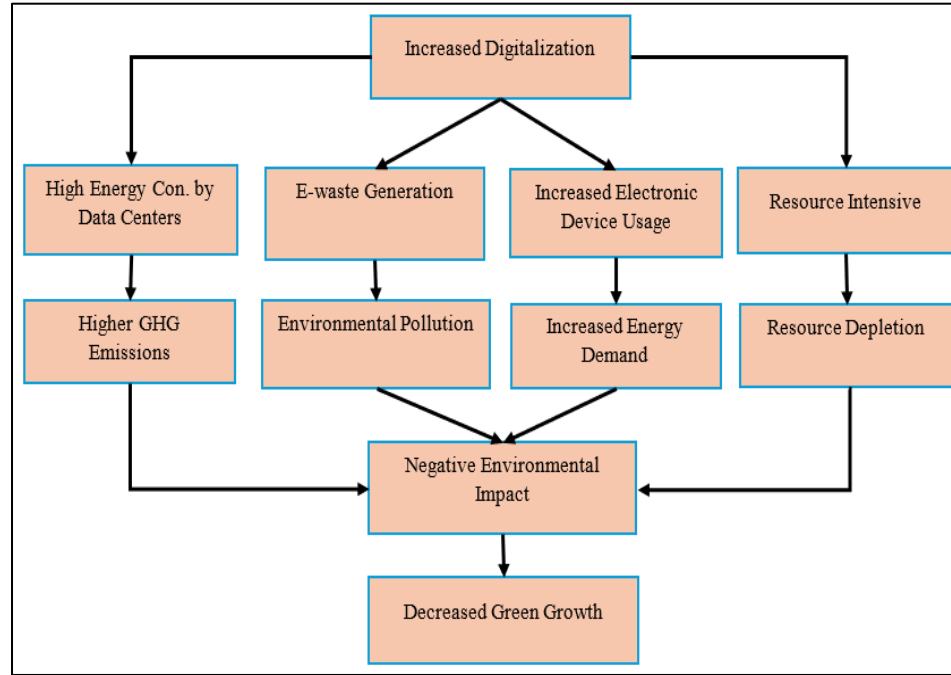 Increased Digitalization
High Energy Con. by
Data Centers
E-waste Generation
Increased Electronic
Device Usage
Resource Intensive
Higher GHG
Emissions
Environmental Pollution
Increased Energy
Demand
Resource Depletion
Negative Environmental
Impact
Decreased Green Growth